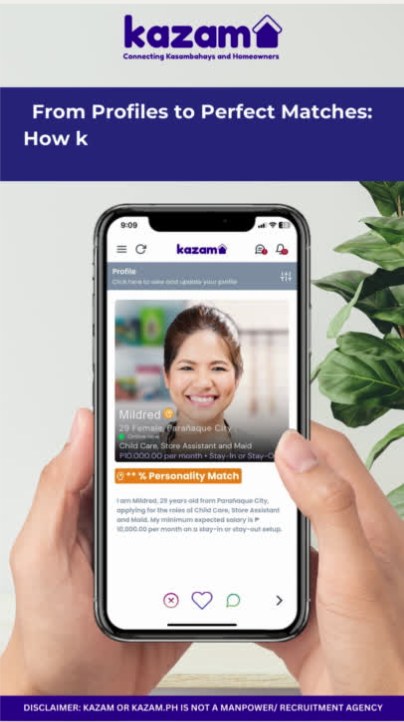 kazam
Connecting Kasambahays and Homeowners
From Profiles to Perfect Matches:
How k
9:09
kazam
Profile
Click here to view and update your profile
Mildred
29 Female, Parañaque City
Online Now
Child Care, Store Assistant and Maid
₱10,000.00 per month • Stay-In or Stay-O
** % Personality Match
I am Mildred, 29 years old from Parañaque City,
applying for the roles of Child Care, Store Assistant
and Maid. My minimum expected salary is ₱
10,000.00 per month on a stay-in or stay-out setup.
DISCLAIMER: KAZAM OR KAZAM.PH IS NOT A MANPOWER/ RECRUITMENT AGENCY